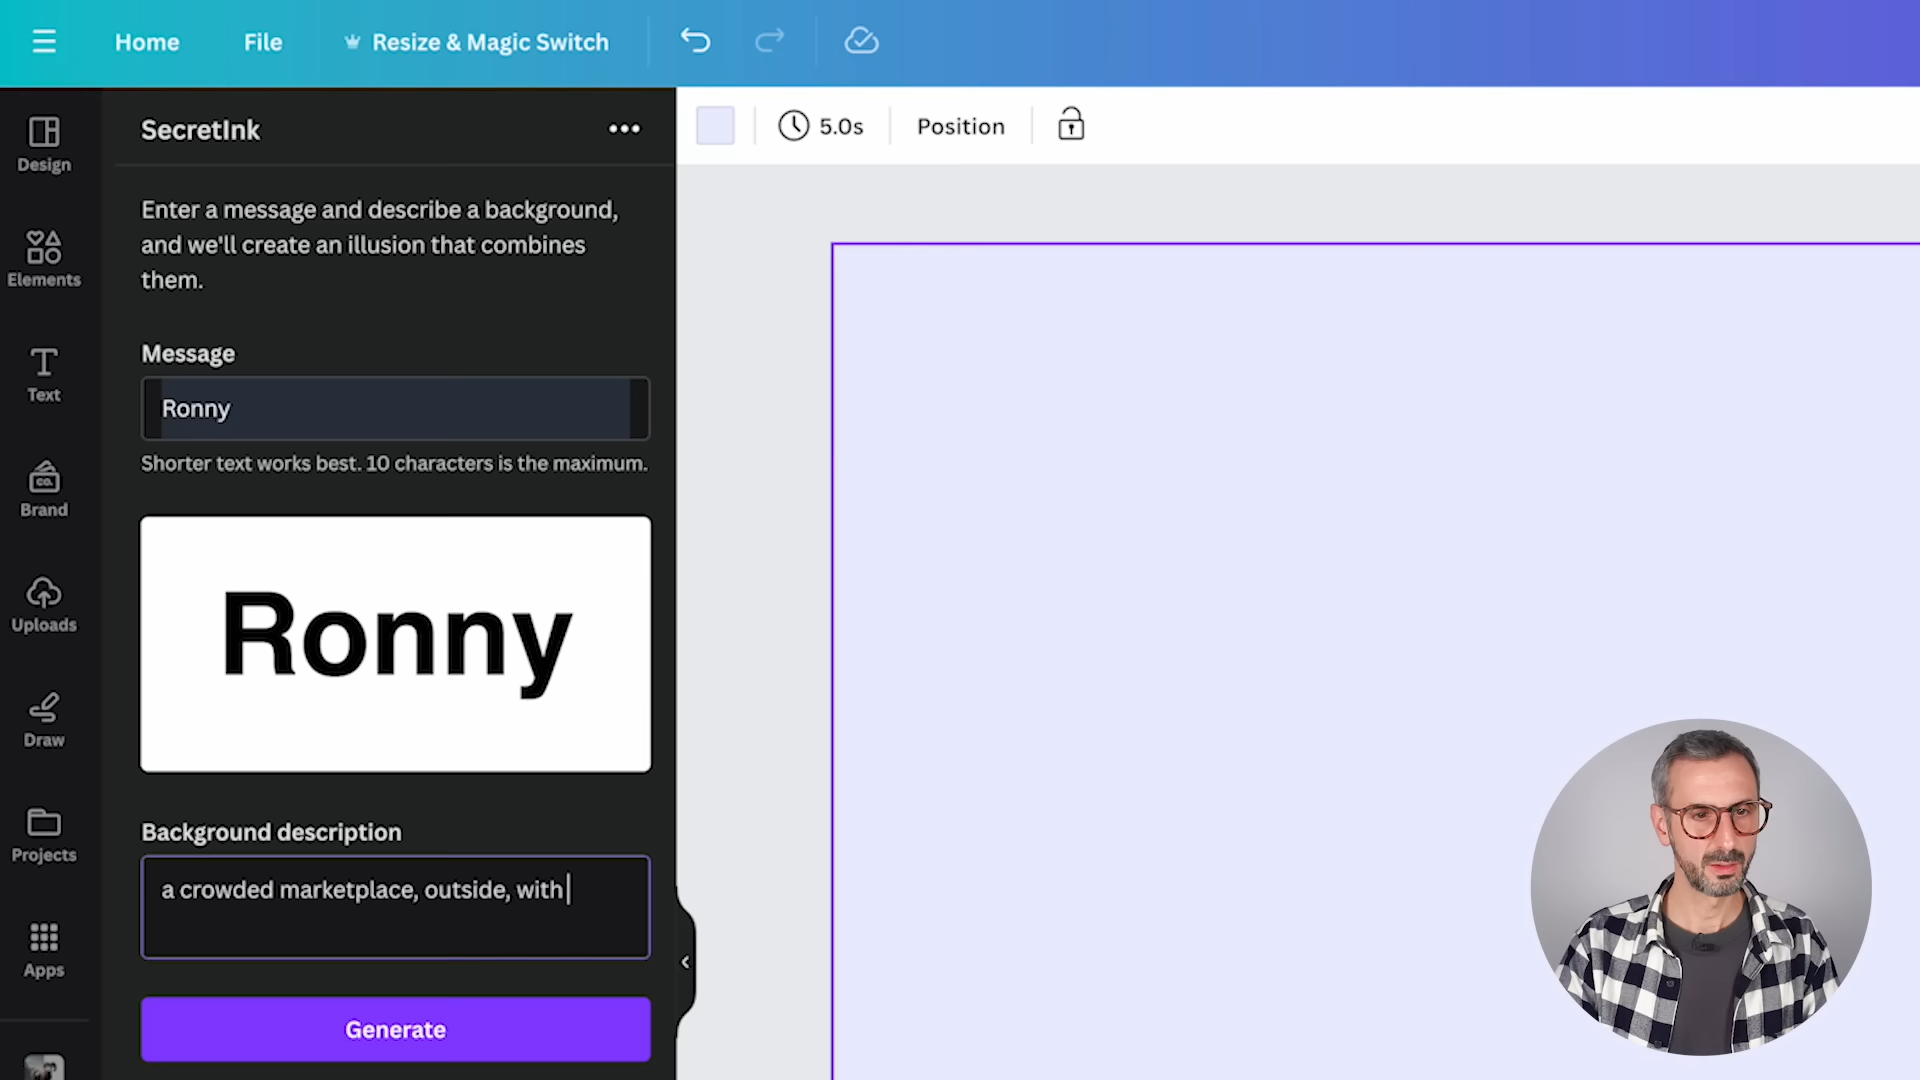 Home
File
Resize & Magic Switch
SecretInk
5.0s
Position
Design
Elements
Text
Brand
CO.
Uploads
Draw
Projects
Apps
Enter a message and describe a background,
and we'll create an illusion that combines
them.
Message
Ronny
Shorter text works best. 10 characters is the maximum.
Ronny
Background description
a crowded marketplace, outside, with
Generate